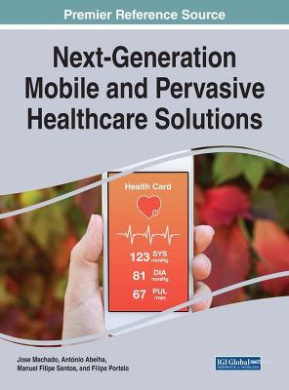 Premier Reference Source
Next-Generation
Mobile and Pervasive
Healthcare Solutions
Health Card
123 SYS mmHg
81 DIA mmHg
67 PUL /min
Jose Machado, António Abelha,
Manuel Filipe Santos, and Filipe Portela
IGI Global